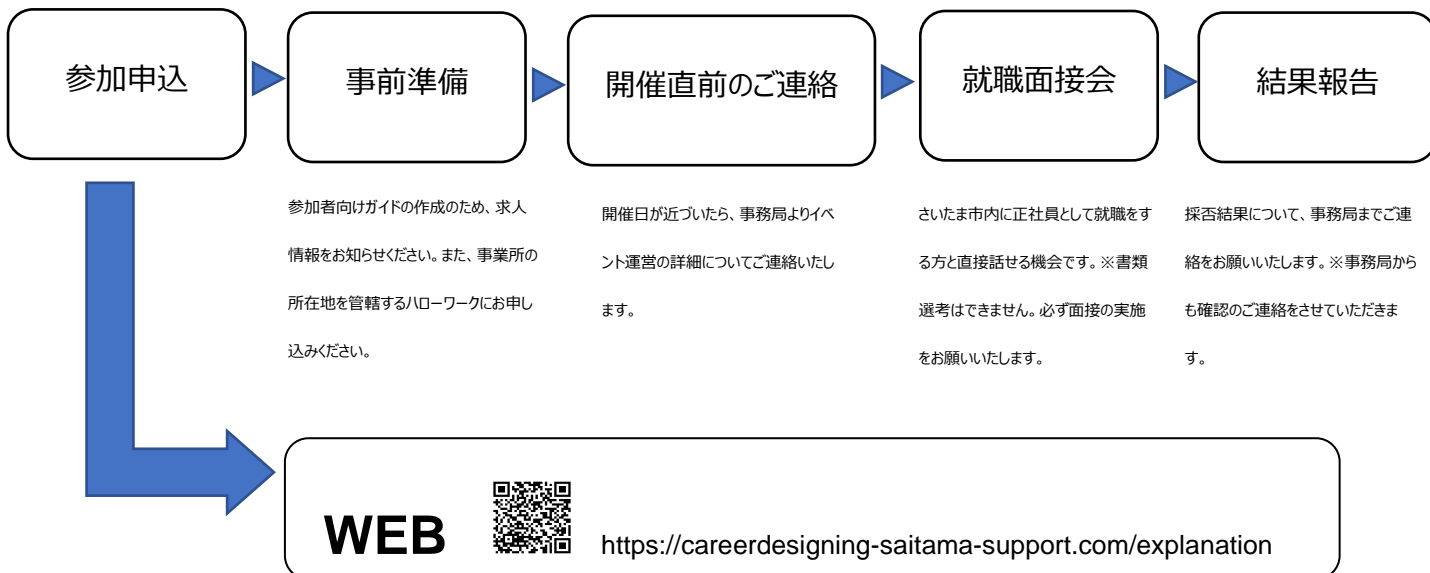 参加申込
事前準備
開催直前のご連絡
就職面接会
結果報告
参加者向けガイドの作成のため、求人
情報をお知らせください。また、事業所の
所在地を管轄するハローワークにお申し
込みください。
開催日が近づいたら、事務局よりイベ
ント運営の詳細についてご連絡いたし
ます。
さいたま市内に正社員として就職をす
る方と直接話せる機会です。※書類
選考はできません。必ず面接の実施
をお願いいたします。
採否結果について、事務局までご連
絡をお願いいたします。※事務局から
も確認のご連絡をさせていただきま
す。
WEB
https://careerdesigning-saitama-support.com/explanation